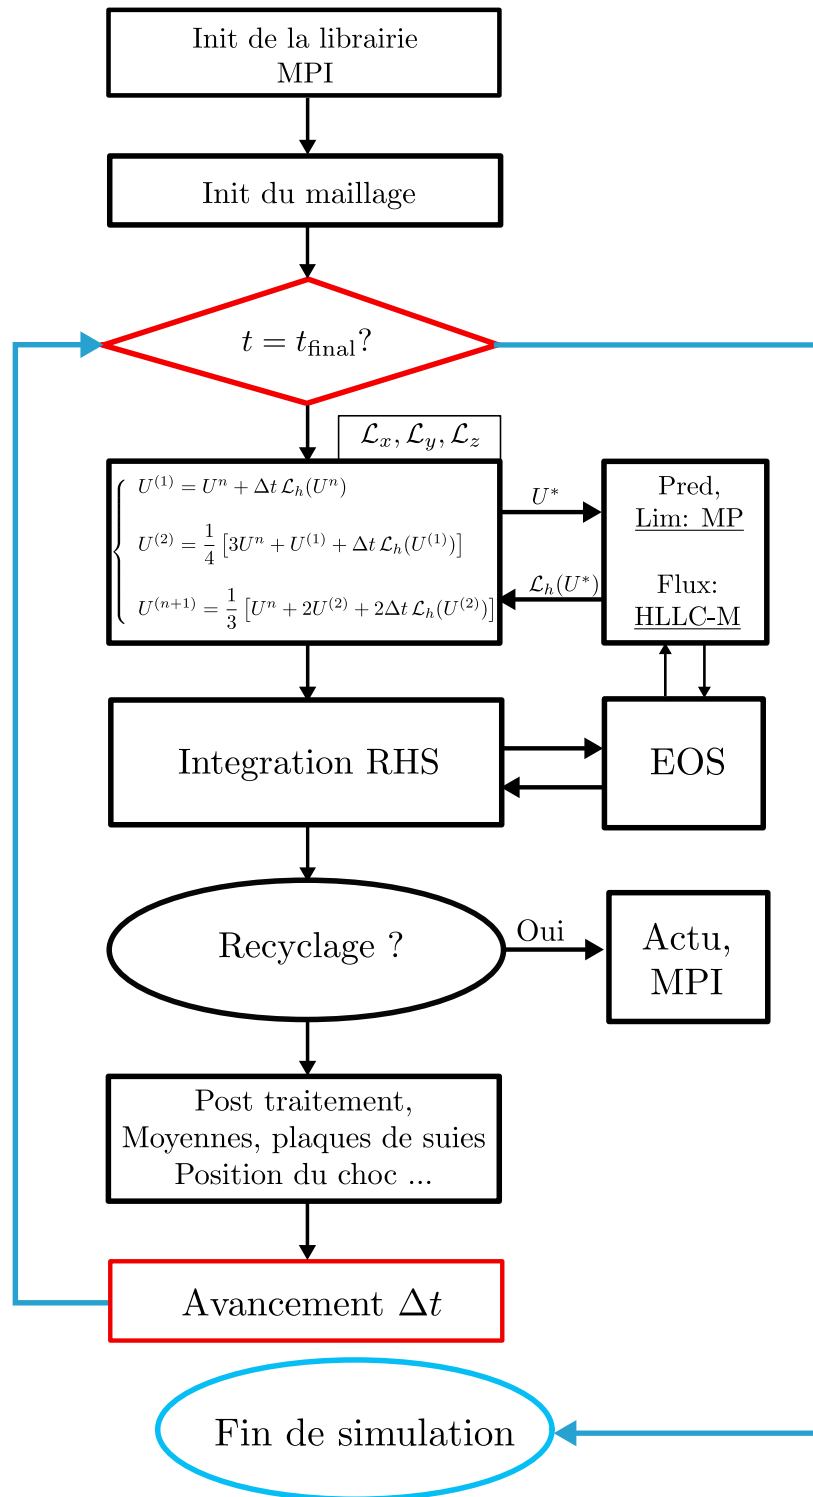 Init de la librairie
MPI
Init du maillage
t = t_final?
ℒ_x, ℒ_y, ℒ_z
U^(1) = U^n + Δt ℒ_h(U^n)
U^(2) = 1/4 [3U^n + U^(1) + Δt ℒ_h(U^(1))]
U^(n+1) = 1/3 [U^n + 2U^(2) + 2Δt ℒ_h(U^(2))]
U^*
ℒ_h(U^*)
Pred,
Lim: MP
Flux:
HLLC-M
Integration RHS
EOS
Recyclage ?
Oui
Actu,
MPI
Post traitement,
Moyennes, plaques de suies
Position du choc ...
Avancement Δt
Fin de simulation